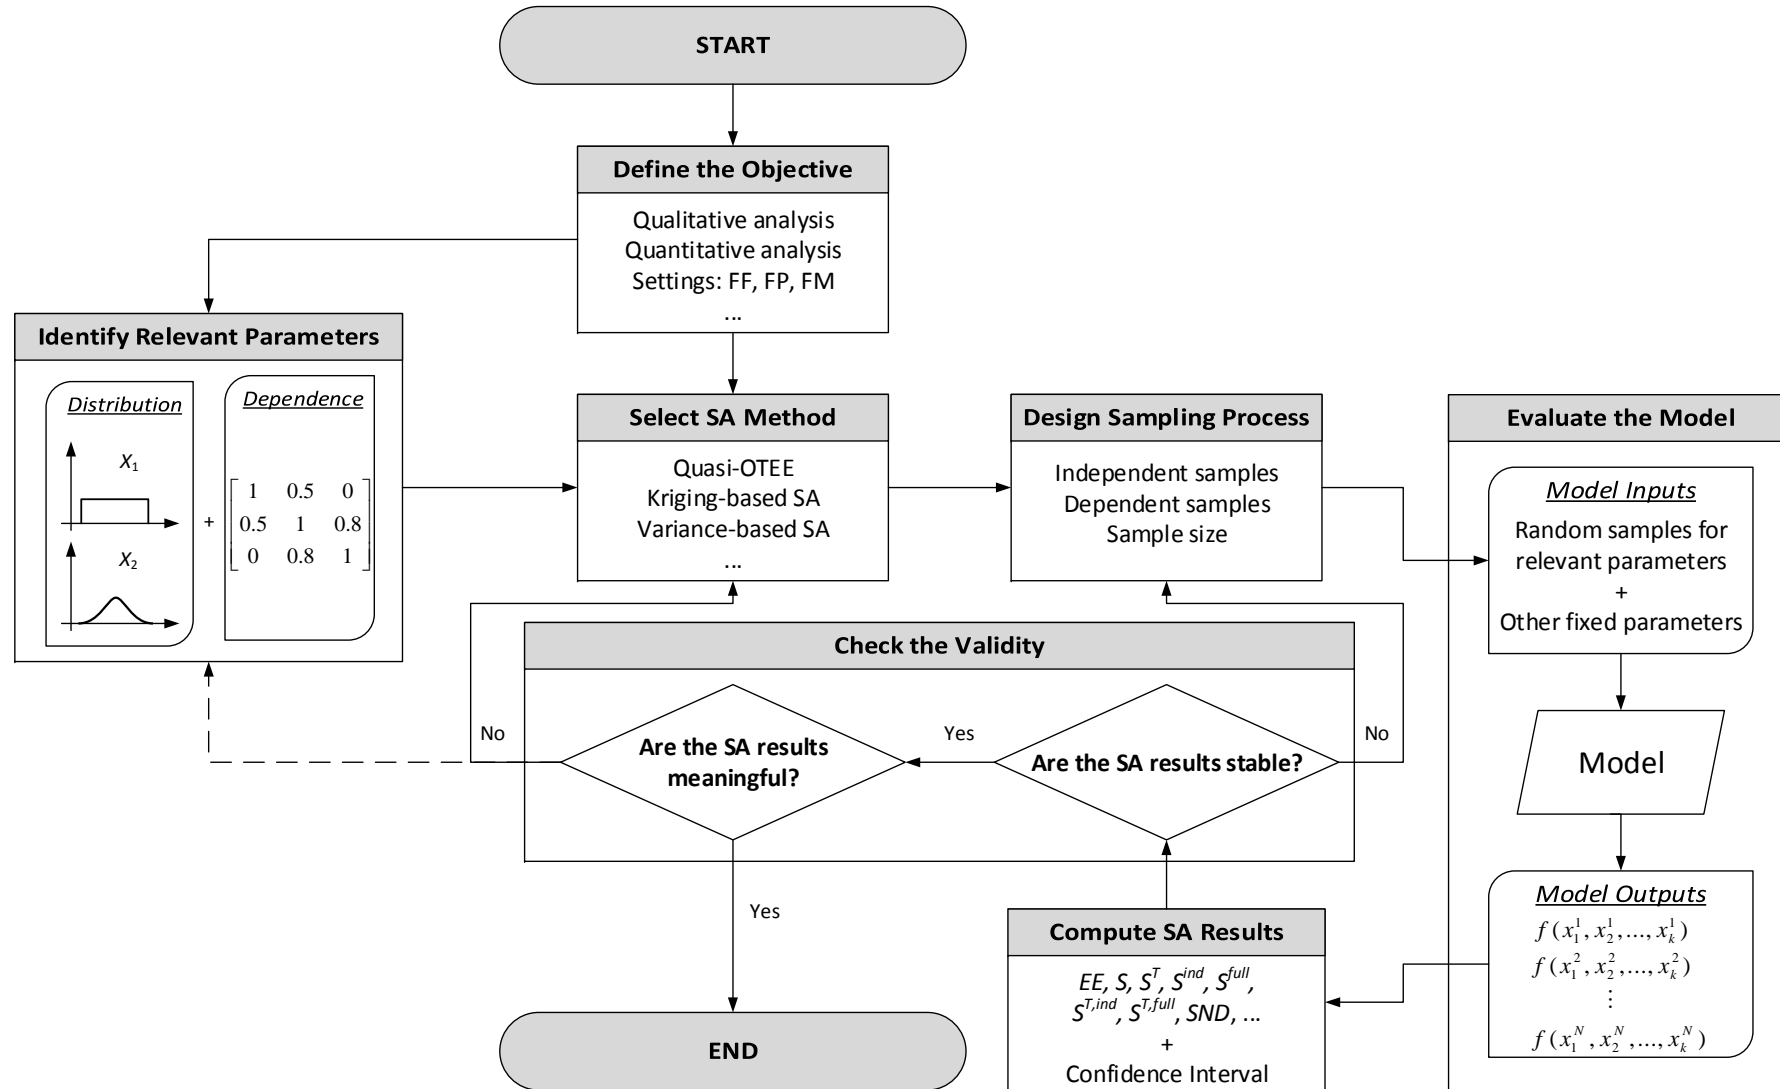 START
Define the Objective
Qualitative analysis
Quantitative analysis
Settings: FF, FP, FM
...
Identify Relevant Parameters
Distribution
X₁
X₂
+
Dependence
1 0.5 0
0.5 1 0.8
0 0.8 1
Select SA Method
Quasi-OTEE
Kriging-based SA
Variance-based SA
...
Design Sampling Process
Independent samples
Dependent samples
Sample size
Evaluate the Model
Model Inputs
Random samples for
relevant parameters
+
Other fixed parameters
Model
Model Outputs
f(x₁¹, x₂¹,..., xₖ¹)
f(x₁², x₂²,..., xₖ²)
⋮
f(x₁ᴺ, x₂ᴺ,..., xₖᴺ)
Compute SA Results
EE, S, S^T, S^ind, S^full,
S^T,ind, S^T,full, SND, ...
+
Confidence Interval
Check the Validity
Are the SA results stable?
No
Yes
Are the SA results
meaningful?
No
Yes
END